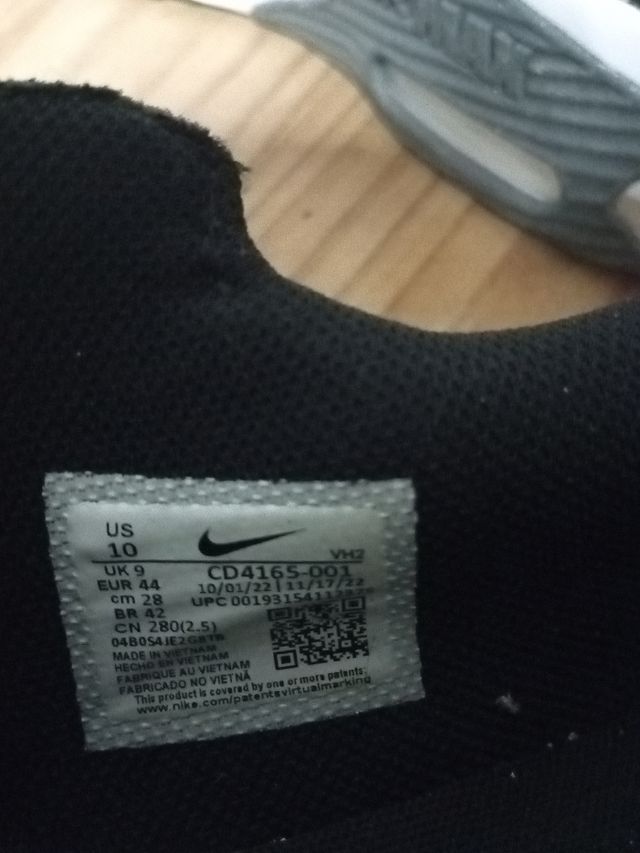 US
10
VH2
UK 9
CD4165-001
EUR 44
10/01/22 | 11/17/22
cm 28
UPC
BR 42
CN 280(2.5)
MADE IN VIETNAM
HECHO EN VIETNAM
FABRIQUE AU VIETNAM
FABRICADO NO VIETNÃ
This product is covered by one or more patents:
www.nike.com/patentsvirtualmarking